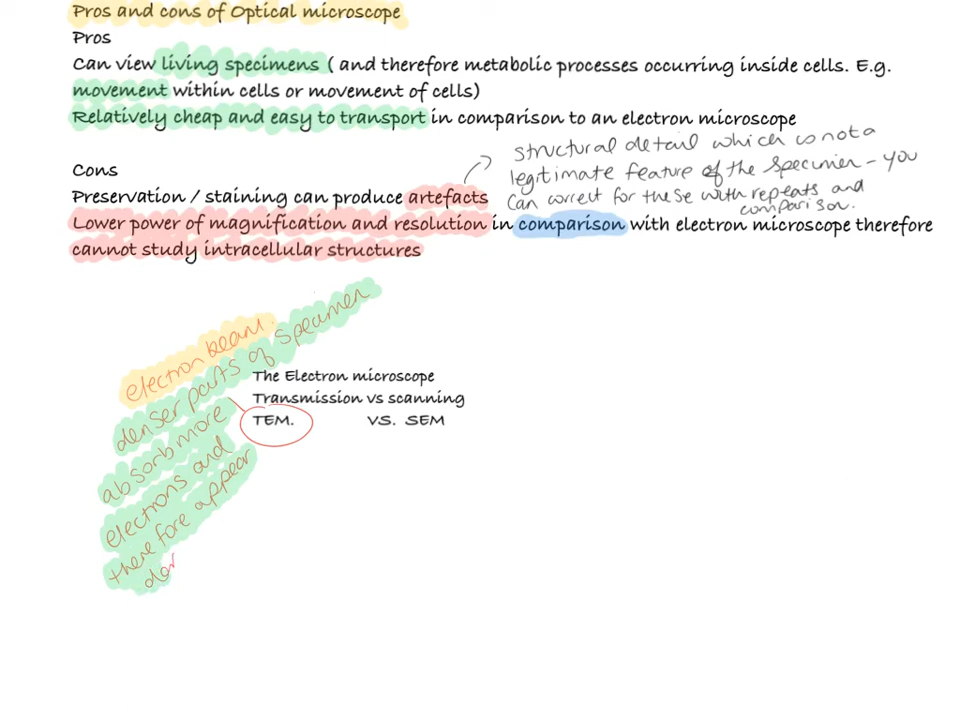 Pros and cons of Optical microscope
Pros
Can view living specimens ( and therefore metabolic processes occurring inside cells. E.g.
movement within cells or movement of cells)
Relatively cheap and easy to transport in comparison to an electron microscope
structural detail which is not a
legitimate feature of the specimen - you
can correct for these with repeats and
comparison.
Cons
Preservation / staining can produce artefacts
Lower power of magnification and resolution in comparison with electron microscope therefore
cannot study intracellular structures
electron beam.
denser parts of specimen
absorb more
electrons and
therefore appear
dar
The Electron microscope
Transmission vs scanning
TEM. VS. SEM